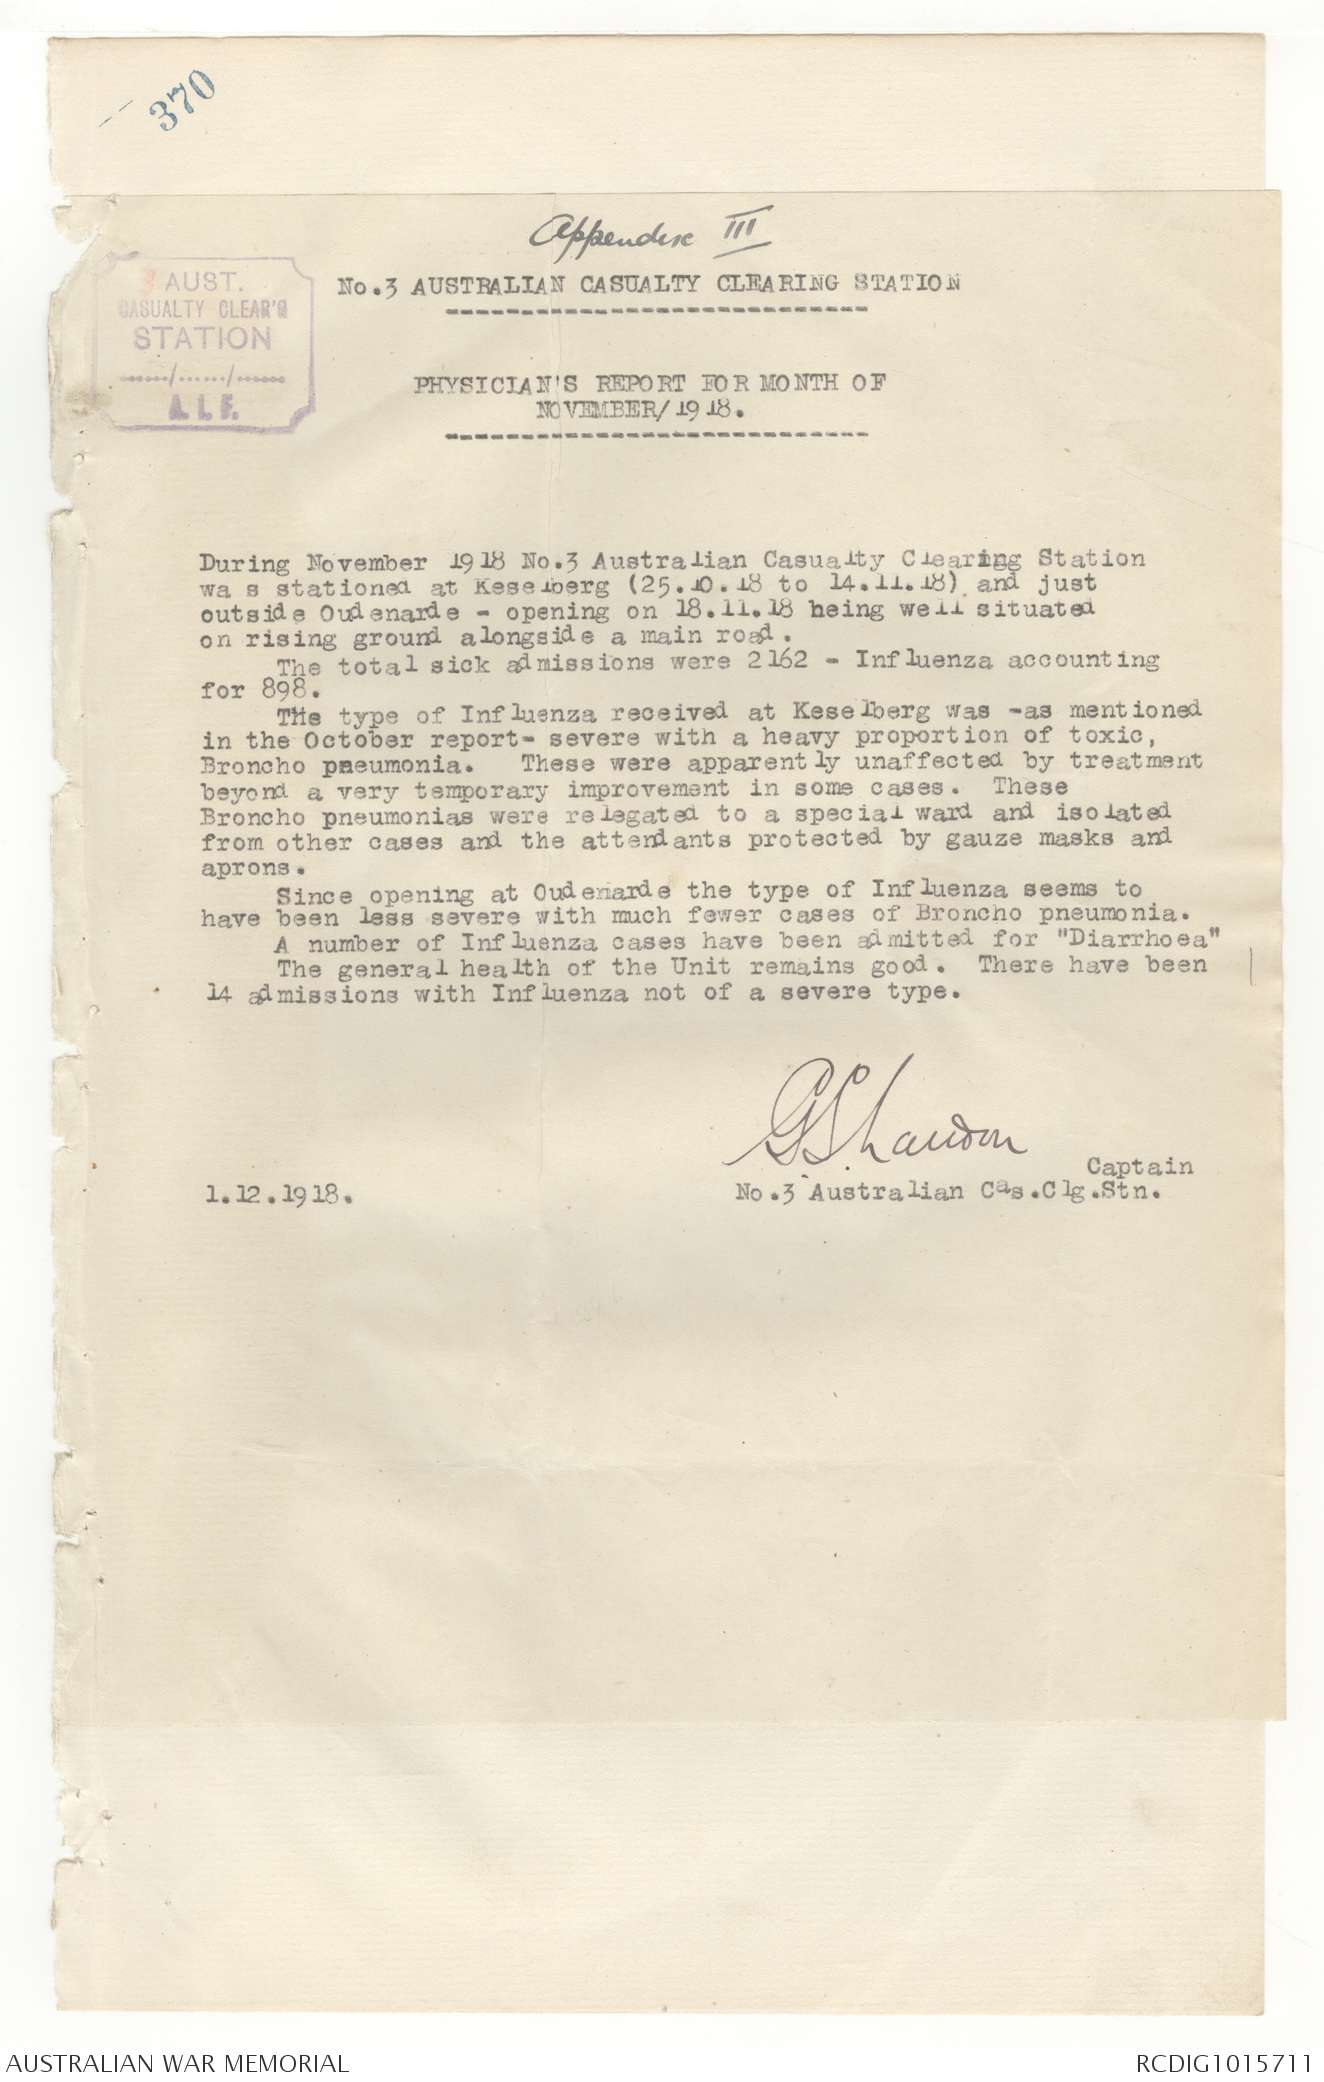 370
Appendix III
3 AUST.
CASUALTY CLEAR'G
STATION
....../....../......
A. I. F.
No.3 AUSTRALIAN CASUALTY CLEARING STATION
PHYSICIAN'S REPORT FOR MONTH OF
NOVEMBER/1918.
During November 1918 No.3 Australian Casualty Clearing Station
wa s stationed at Keselberg (25.10.18 to 14.11.18) and just
outside Oudenarde - opening on 18.11.18 being well situated
on rising ground alongside a main road.
The total sick admissions were 2162 - Influenza accounting
for 898.
The type of Influenza received at Keselberg was -as mentioned
in the October report- severe with a heavy proportion of toxic,
Broncho pneumonia. These were apparently unaffected by treatment
beyond a very temporary improvement in some cases. These
Broncho pneumonias were relegated to a special ward and isolated
from other cases and the attendants protected by gauze masks and
aprons.
Since opening at Oudenarde the type of Influenza seems to
have been less severe with much fewer cases of Broncho pneumonia.
A number of Influenza cases have been admitted for "Diarrhoea"
The general health of the Unit remains good. There have been
14 admissions with Influenza not of a severe type.
Captain
1.12.1918.
No.3 Australian Cas.Clg.Stn.
AUSTRALIAN WAR MEMORIAL
RCDIG1015711